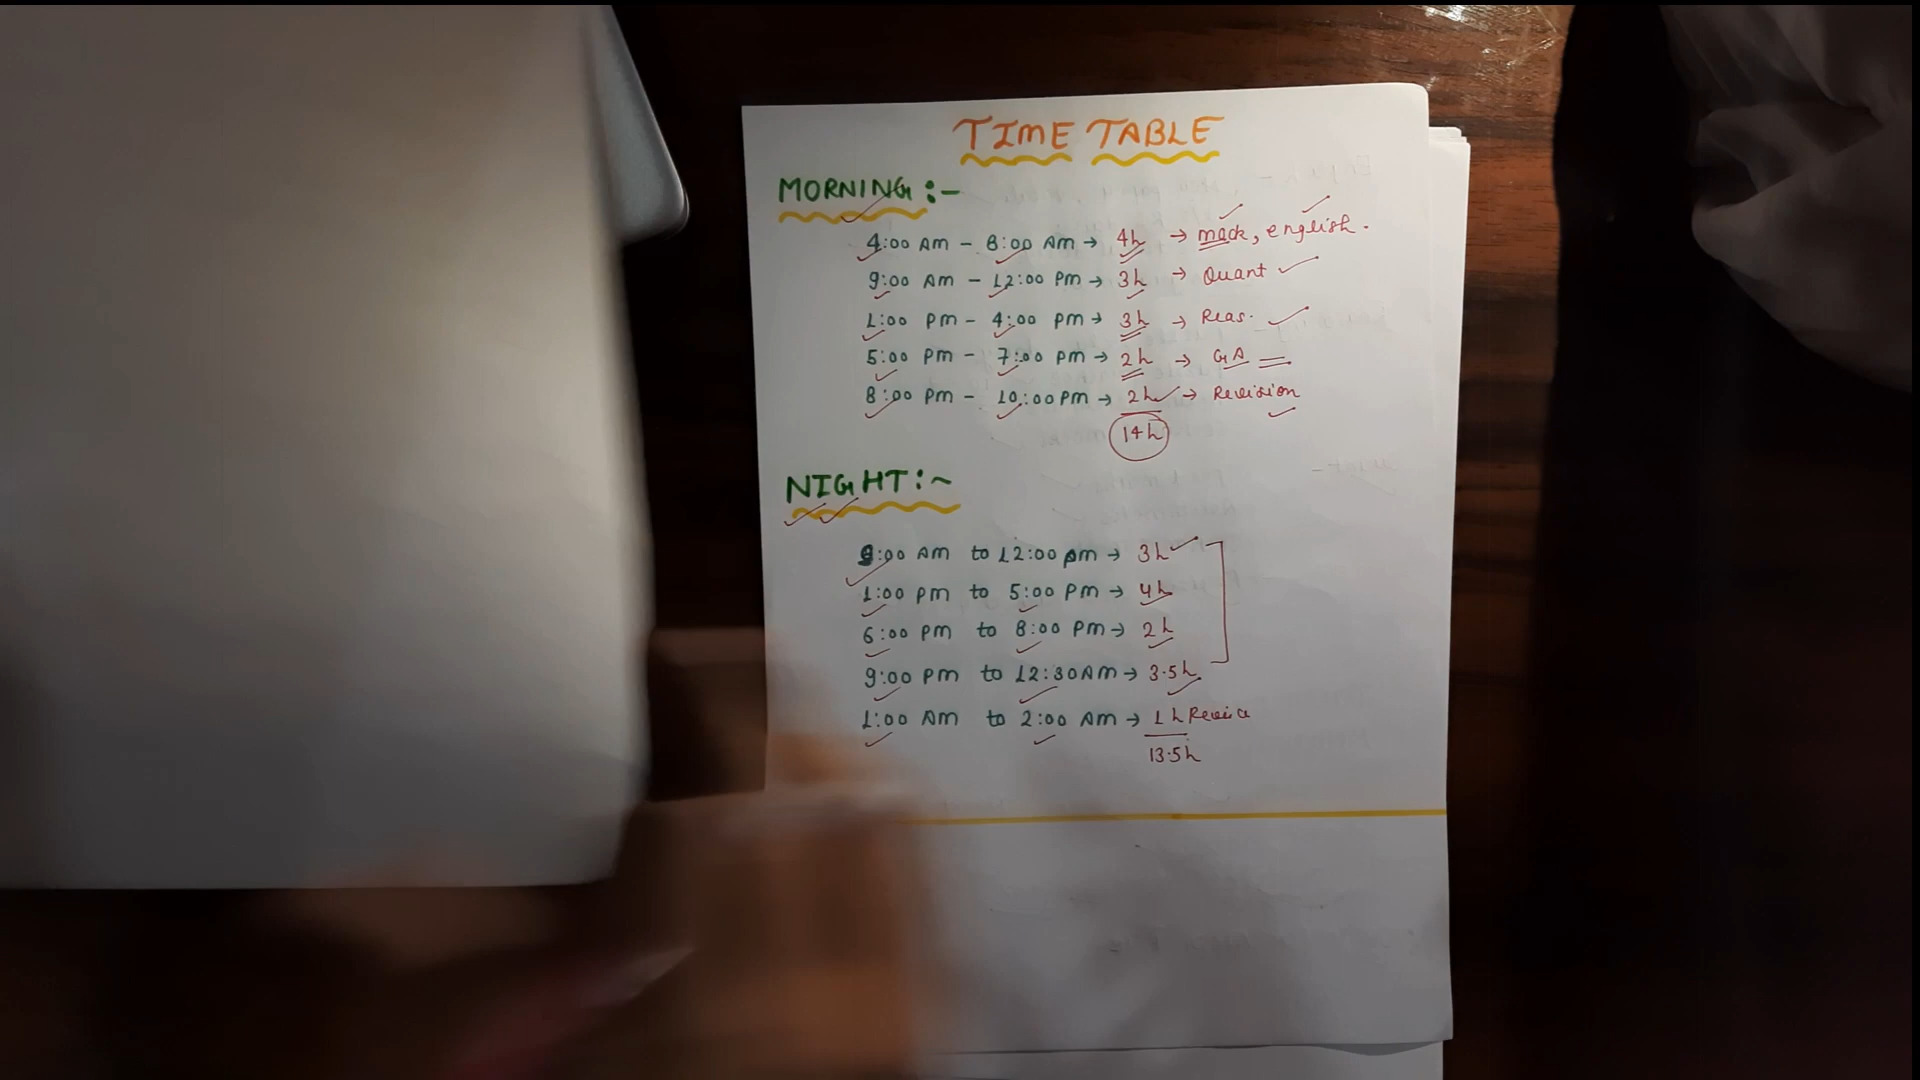 TIME TABLE
MORNING :-
4:00 AM - 8:00 AM → 4h → mock, english.
9:00 AM - 12:00 PM → 3h → Quant
1:00 PM - 4:00 PM → 3h → Reas.
5:00 PM - 7:00 PM → 2h → GA
8:00 PM - 10:00 PM → 2h → Revision
14h
NIGHT :~
9:00 AM to 12:00 pm → 3h
1:00 PM to 5:00 PM → 4h
6:00 PM to 8:00 PM → 2h
9:00 PM to 12:30 AM → 3.5h
1:00 AM to 2:00 AM → 1h
13.5h